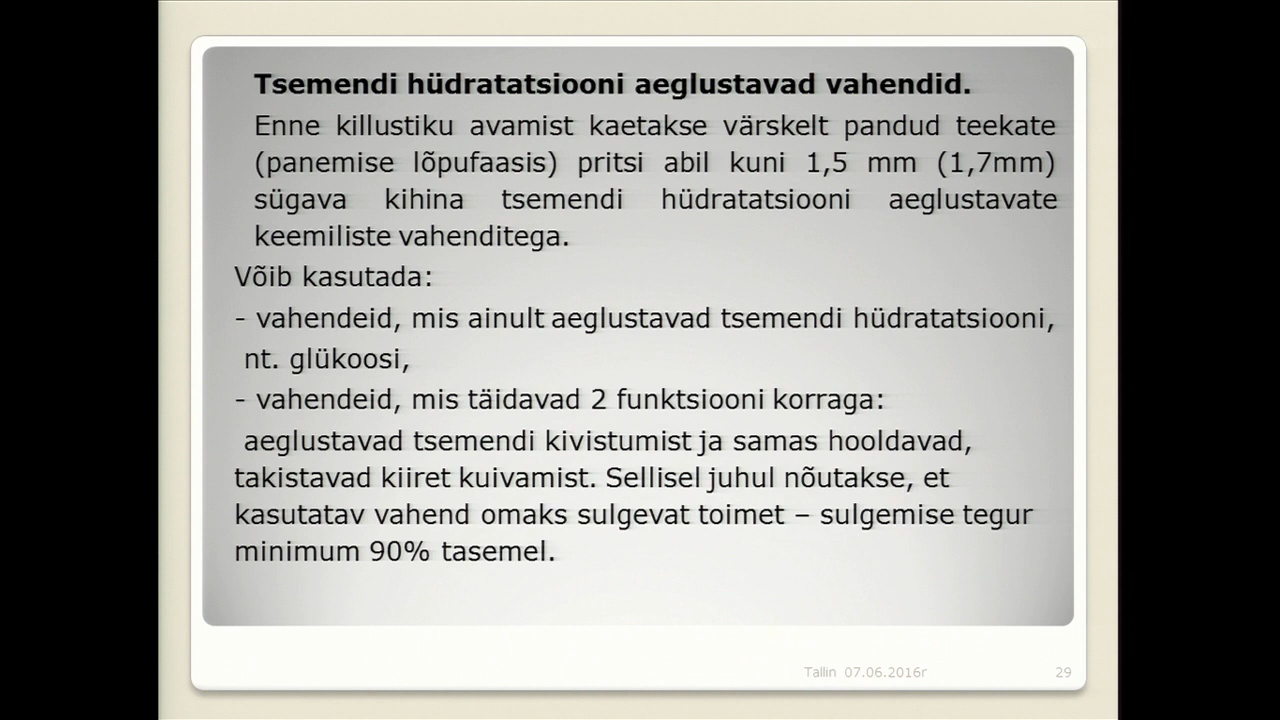 Tsemendi hüdratatsiooni aeglustavad vahendid.
Enne killustiku avamist kaetakse värskelt pandud teekate
(panemise lõpufaasis) pritsi abil kuni 1,5 mm (1,7mm)
sügava kihina tsemendi hüdratatsiooni aeglustavate
keemiliste vahenditega.
Võib kasutada:
- vahendeid, mis ainult aeglustavad tsemendi hüdratatsiooni,
nt. glükoosi,
- vahendeid, mis täidavad 2 funktsiooni korraga:
aeglustavad tsemendi kivistumist ja samas hooldavad,
takistavad kiiret kuivamist. Sellisel juhul nõutakse, et
kasutatav vahend omaks sulgevat toimet – sulgemise tegur
minimum 90% tasemel.
Tallin 07.06.2016r
29